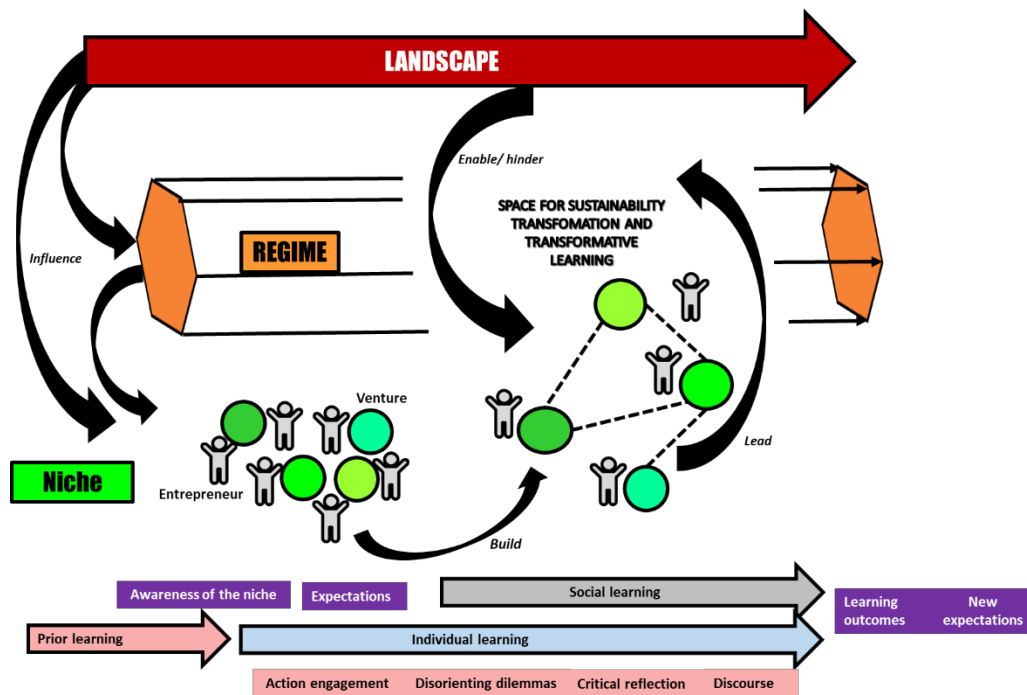 LANDSCAPE
Enable/ hinder
SPACE FOR SUSTAINABILITY
TRANSFOMATION AND
TRANSFORMATIVE
LEARNING
Influence
REGIME
Venture
Lead
Niche
Entrepreneur
Build
Awareness of the niche
Expectations
Social learning
Learning
outcomes
New
expectations
Prior learning
Individual learning
Action engagement
Disorienting dilemmas
Critical reflection
Discourse